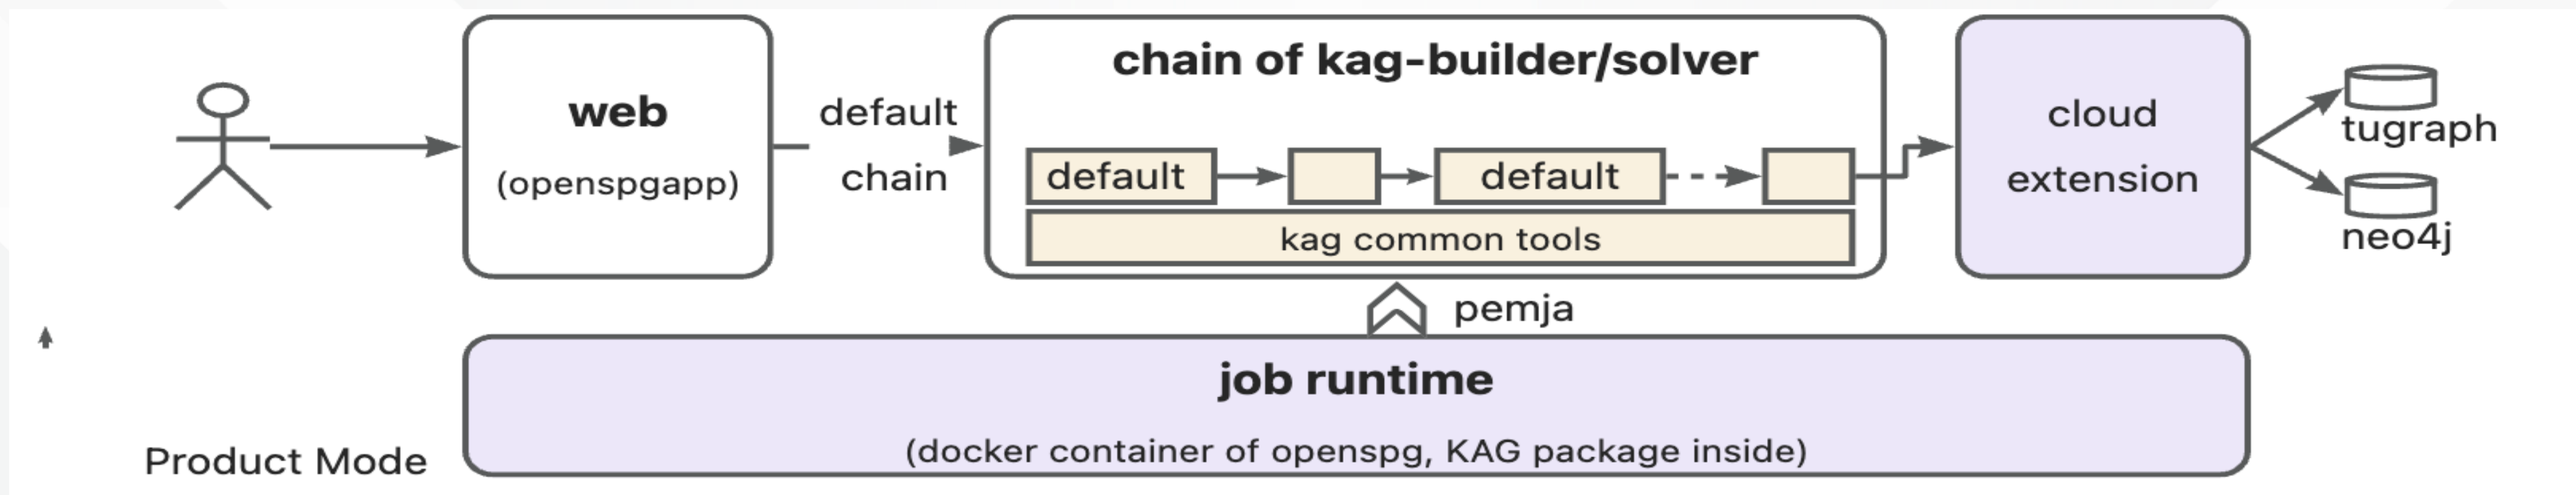 web
(openspgapp)
default
chain
chain of kag-builder/solver
default
default
kag common tools
cloud
extension
tugraph
neo4j
pemja
job runtime
(docker container of openspg, KAG package inside)
Product Mode